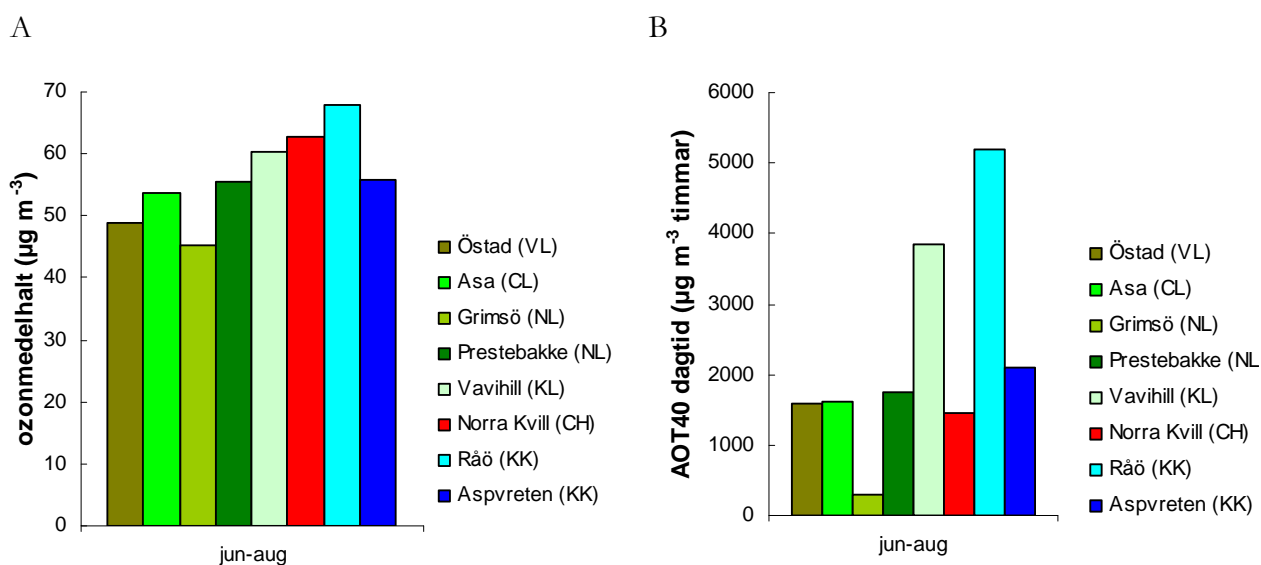 A
ozonmedelhalt (µg m⁻³)
70
60
50
40
30
20
10
0
jun-aug
Östad (VL)
Asa (CL)
Grimsö (NL)
Prestebakke (NL)
Vavihill (KL)
Norra Kvill (CH)
Råö (KK)
Aspvreten (KK)
B
AOT40 dagtid (µg m⁻³ timmar)
6000
5000
4000
3000
2000
1000
0
jun-aug
Östad (VL)
Asa (CL)
Grimsö (NL)
Prestebakke (NL
Vavihill (KL)
Norra Kvill (CH)
Råö (KK)
Aspvreten (KK)